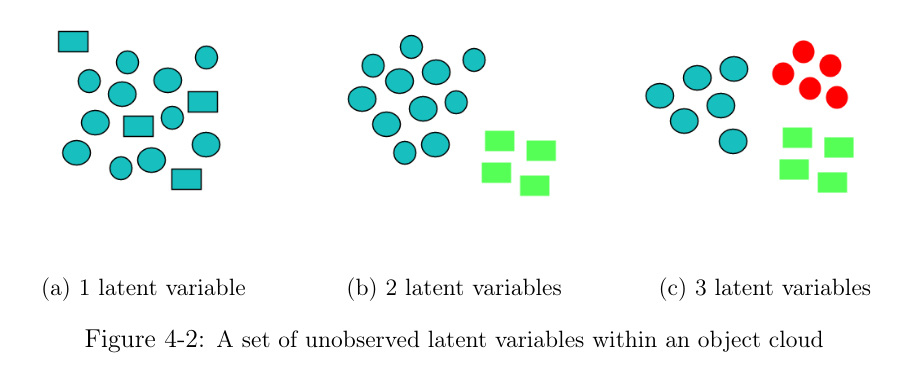 (a) 1 latent variable
(b) 2 latent variables
(c) 3 latent variables
Figure 4-2: A set of unobserved latent variables within an object cloud